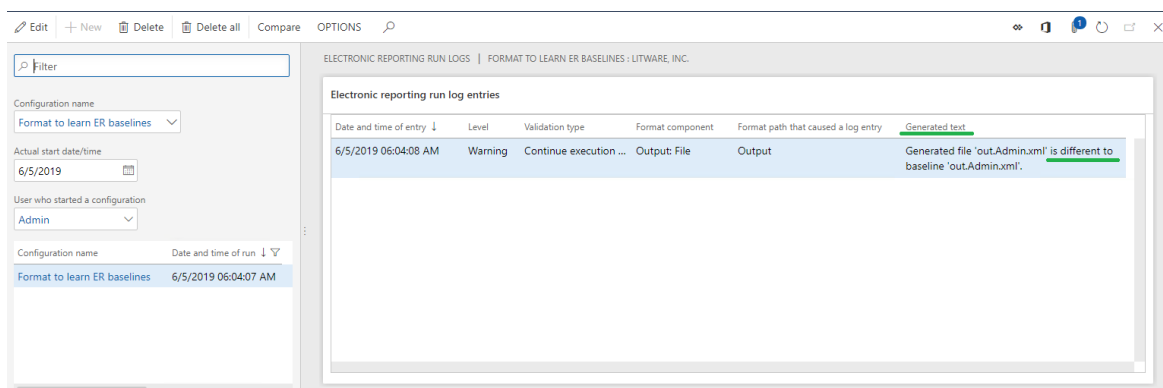 Edit + New Delete Delete all Compare OPTIONS
1
Filter
Configuration name
Format to learn ER baselines
Actual start date/time
6/5/2019
User who started a configuration
Admin
Configuration name Date and time of run ↓
Format to learn ER baselines 6/5/2019 06:04:07 AM
ELECTRONIC REPORTING RUN LOGS | FORMAT TO LEARN ER BASELINES : LITWARE, INC.
Electronic reporting run log entries
Date and time of entry ↓ Level Validation type Format component Format path that caused a log entry Generated text
6/5/2019 06:04:08 AM Warning Continue execution ... Output: File Output Generated file 'out.Admin.xml' is different to
baseline 'out.Admin.xml'.